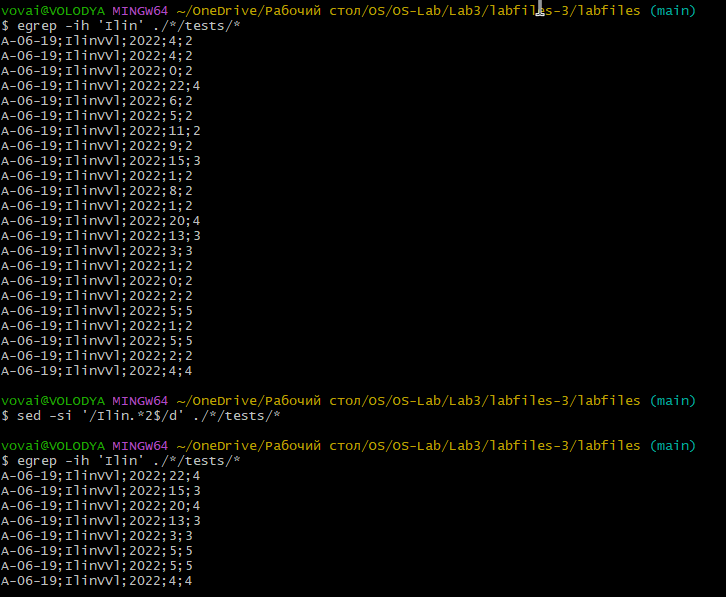 vovai@VOLODYA MINGW64 ~/OneDrive/Рабочий стол/OS/OS-Lab/Lab3/labfiles-3/labfiles (main)
$ egrep -ih 'Ilin' ./*/tests/*
A-06-19;IlinVVl;2022;4;2
A-06-19;IlinVVl;2022;4;2
A-06-19;IlinVVl;2022;0;2
A-06-19;IlinVVl;2022;22;4
A-06-19;IlinVVl;2022;6;2
A-06-19;IlinVVl;2022;5;2
A-06-19;IlinVVl;2022;11;2
A-06-19;IlinVVl;2022;9;2
A-06-19;IlinVVl;2022;15;3
A-06-19;IlinVVl;2022;1;2
A-06-19;IlinVVl;2022;8;2
A-06-19;IlinVVl;2022;1;2
A-06-19;IlinVVl;2022;20;4
A-06-19;IlinVVl;2022;13;3
A-06-19;IlinVVl;2022;3;3
A-06-19;IlinVVl;2022;1;2
A-06-19;IlinVVl;2022;0;2
A-06-19;IlinVVl;2022;2;2
A-06-19;IlinVVl;2022;5;5
A-06-19;IlinVVl;2022;1;2
A-06-19;IlinVVl;2022;5;5
A-06-19;IlinVVl;2022;2;2
A-06-19;IlinVVl;2022;4;4
vovai@VOLODYA MINGW64 ~/OneDrive/Рабочий стол/OS/OS-Lab/Lab3/labfiles-3/labfiles (main)
$ sed -si '/Ilin.*2$/d' ./*/tests/*
vovai@VOLODYA MINGW64 ~/OneDrive/Рабочий стол/OS/OS-Lab/Lab3/labfiles-3/labfiles (main)
$ egrep -ih 'Ilin' ./*/tests/*
A-06-19;IlinVVl;2022;22;4
A-06-19;IlinVVl;2022;15;3
A-06-19;IlinVVl;2022;20;4
A-06-19;IlinVVl;2022;13;3
A-06-19;IlinVVl;2022;3;3
A-06-19;IlinVVl;2022;5;5
A-06-19;IlinVVl;2022;5;5
A-06-19;IlinVVl;2022;4;4